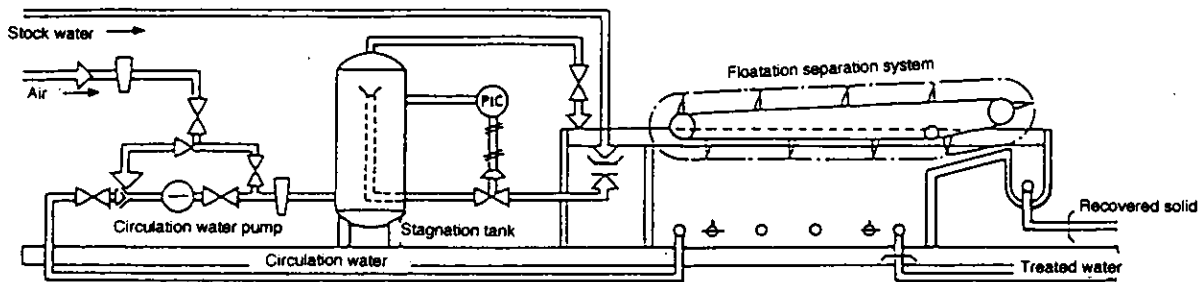 Stock water
Air
PIC
Floatation separation system
Circulation water pump
Stagnation tank
Recovered solid
Circulation water
Treated water